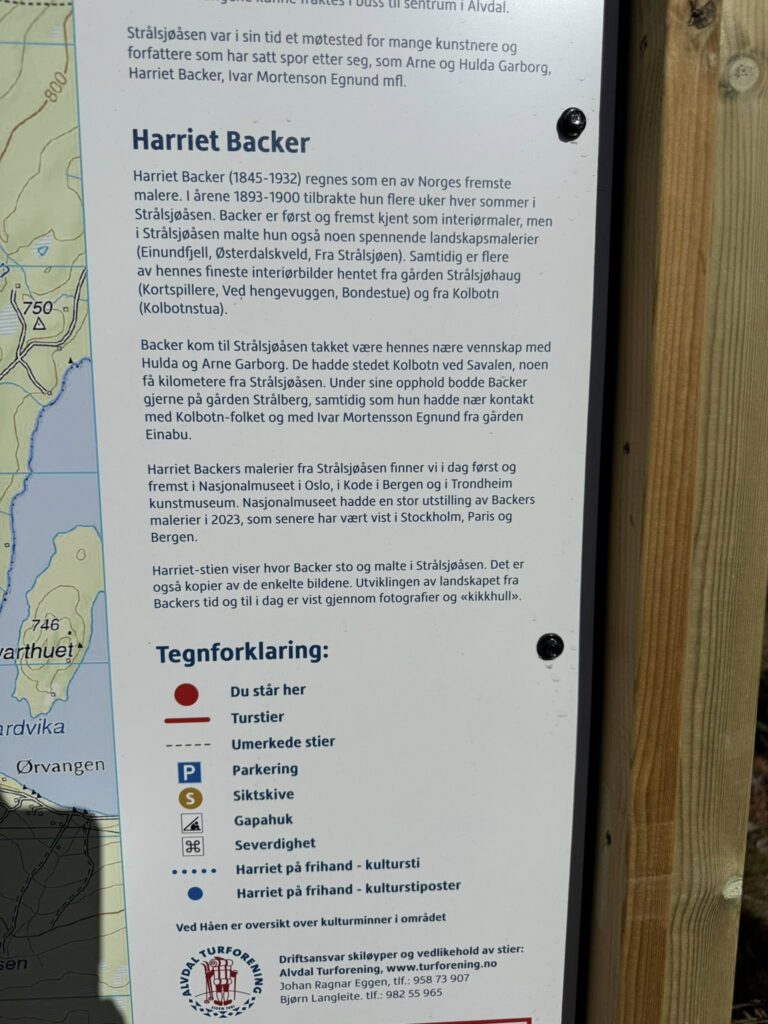 kunne fraktes i buss til sentrum i Alvdal.
Strålsjøåsen var i sin tid et møtested for mange kunstnere og
forfattere som har satt spor etter seg, som Arne og Hulda Garborg,
Harriet Backer, Ivar Mortenson Egnund mfl.
Harriet Backer
Harriet Backer (1845-1932) regnes som en av Norges fremste
malere. I årene 1893-1900 tilbrakte hun flere uker hver sommer i
Strålsjøåsen. Backer er først og fremst kjent som interiørmaler, men
i Strålsjøåsen malte hun også noen spennende landskapsmalerier
(Einundfjell, Østerdalskveld, Fra Strålsjøen). Samtidig er flere
av hennes fineste interiørbilder hentet fra gården Strålsjøhaug
(Kortspillere, Ved hengevuggen, Bondestue) og fra Kolbotn
(Kolbotnstua).
Backer kom til Strålsjøåsen takket være hennes nære vennskap med
Hulda og Arne Garborg. De hadde stedet Kolbotn ved Savalen, noen
få kilometere fra Strålsjøåsen. Under sine opphold bodde Backer
gjerne på gården Strålberg, samtidig som hun hadde nær kontakt
med Kolbotn-folket og med Ivar Mortensson Egnund fra gården
Einabu.
Harriet Backers malerier fra Strålsjøåsen finner vi i dag først og
fremst i Nasjonalmuseet i Oslo, i Kode i Bergen og i Trondheim
kunstmuseum. Nasjonalmuseet hadde en stor utstilling av Backers
malerier i 2023, som senere har vært vist i Stockholm, Paris og
Bergen.
Harriet-stien viser hvor Backer sto og malte i Strålsjøåsen. Det er
også kopier av de enkelte bildene. Utviklingen av landskapet fra
Backers tid og til i dag er vist gjennom fotografier og «kikkhull».
Tegnforklaring:
Du står her
Turstier
Umerkede stier
P Parkering
S Siktskive
Gapahuk
⌘ Severdighet
Harriet på frihand - kultursti
Harriet på frihand - kulturstiposter
Ved Håen er oversikt over kulturminner i området
ALVDAL TURFORENING
Driftsansvar skiløyper og vedlikehold av stier:
Alvdal Turforening, www.turforening.no
Johan Ragnar Eggen, tlf.: 958 73 907
Bjørn Langleite. tlf.: 982 55 965
800
750
746
varthuet
ardvika
Ørvangen
sen